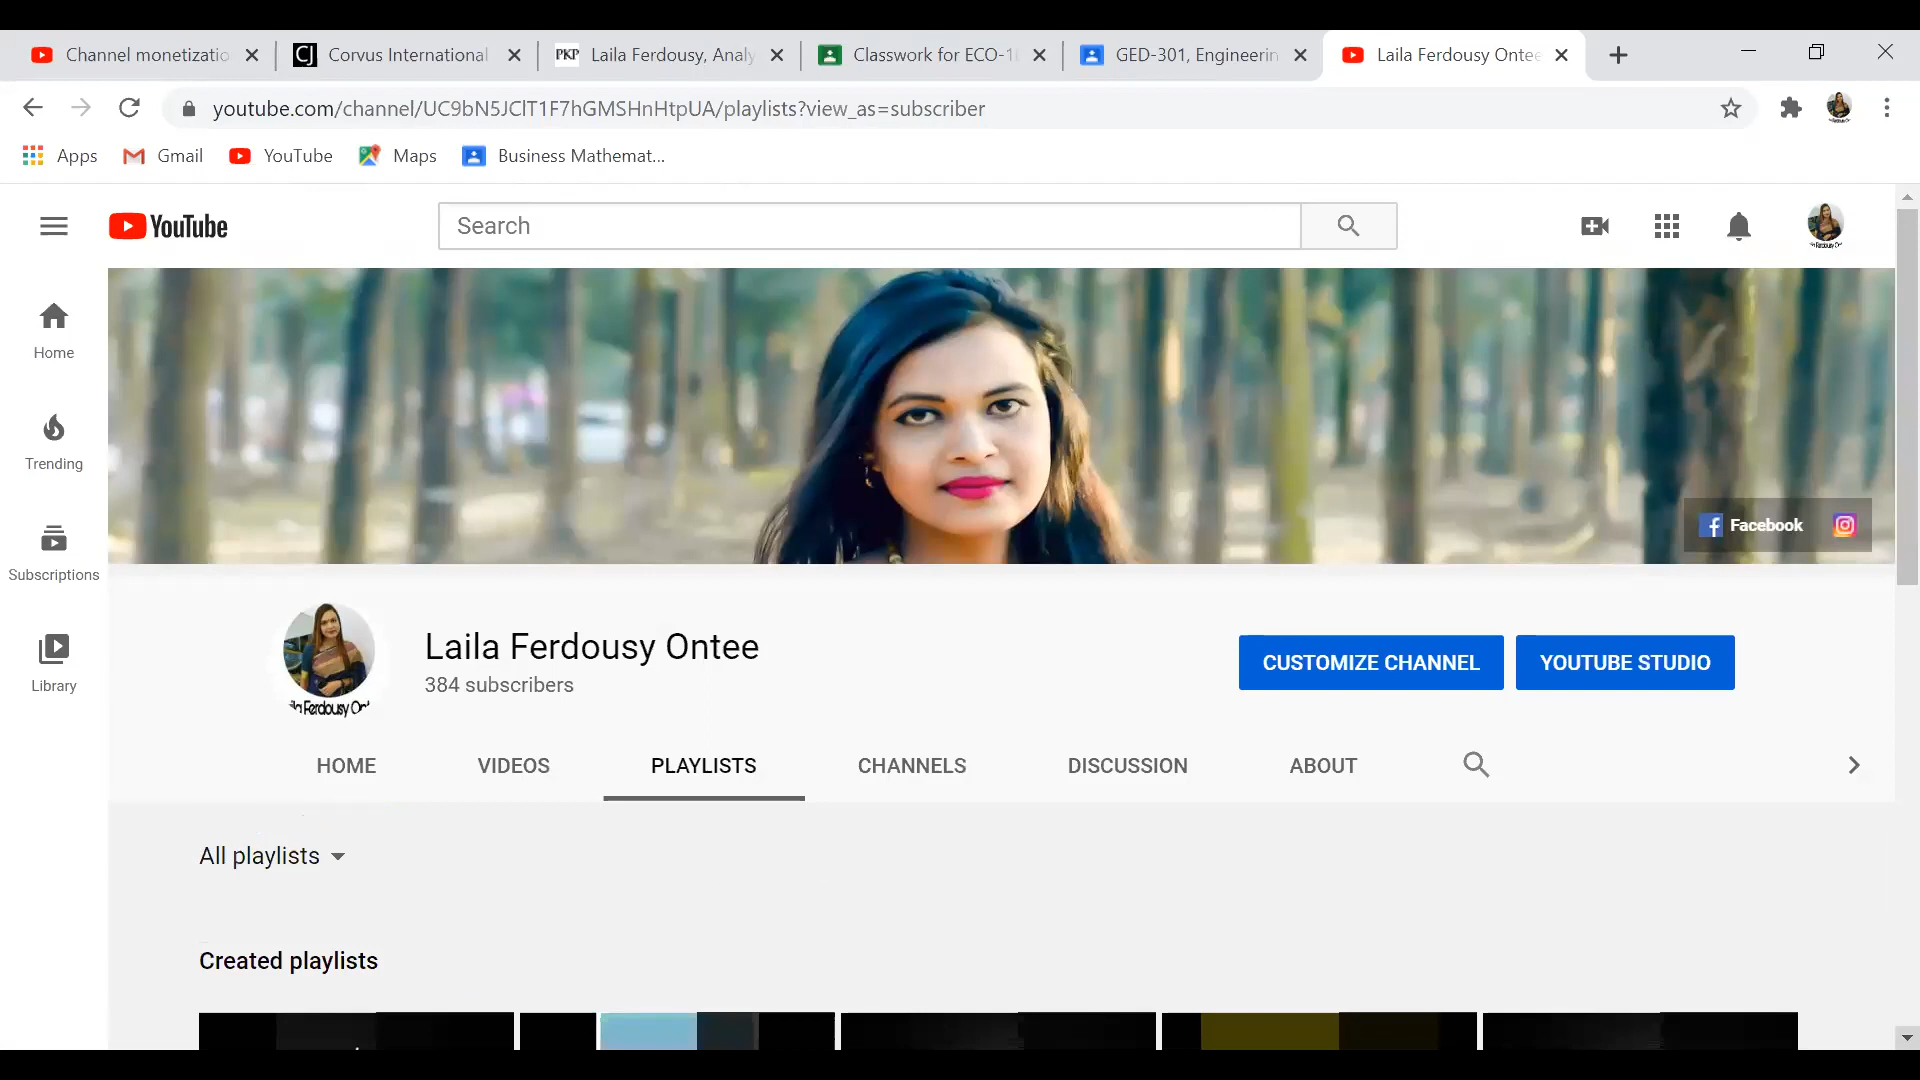 Channel monetizatio
CJ Corvus International
PKP Laila Ferdousy, Analy
Classwork for ECO-1
GED-301, Engineerin
Laila Ferdousy Ontee
youtube.com/channel/UC9bN5JClT1F7hGMSHnHtpUA/playlists?view_as=subscriber
Apps Gmail YouTube Maps Business Mathemat...
YouTube
Search
Home
Trending
Subscriptions
Library
Facebook
Laila Ferdousy Ontee
384 subscribers
CUSTOMIZE CHANNEL
YOUTUBE STUDIO
HOME VIDEOS PLAYLISTS CHANNELS DISCUSSION ABOUT
All playlists
Created playlists